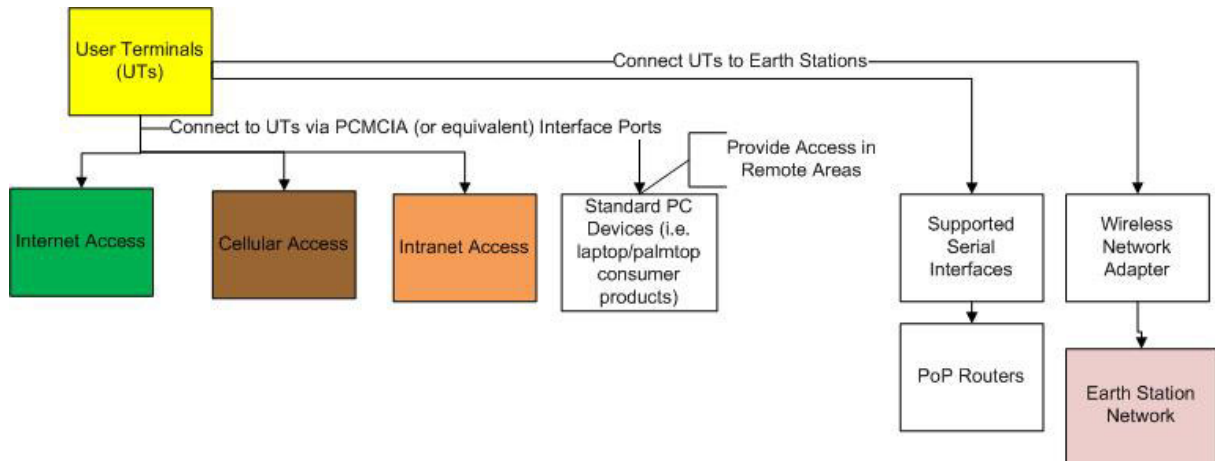 User Terminals
(UTs)
Connect UTs to Earth Stations
Connect to UTs via PCMCIA (or equivalent) Interface Ports
Provide Access in
Remote Areas
Internet Access
Cellular Access
Intranet Access
Standard PC
Devices (i.e.
laptop/palmtop
consumer
products)
Supported
Serial
Interfaces
Wireless
Network
Adapter
PoP Routers
Earth Station
Network